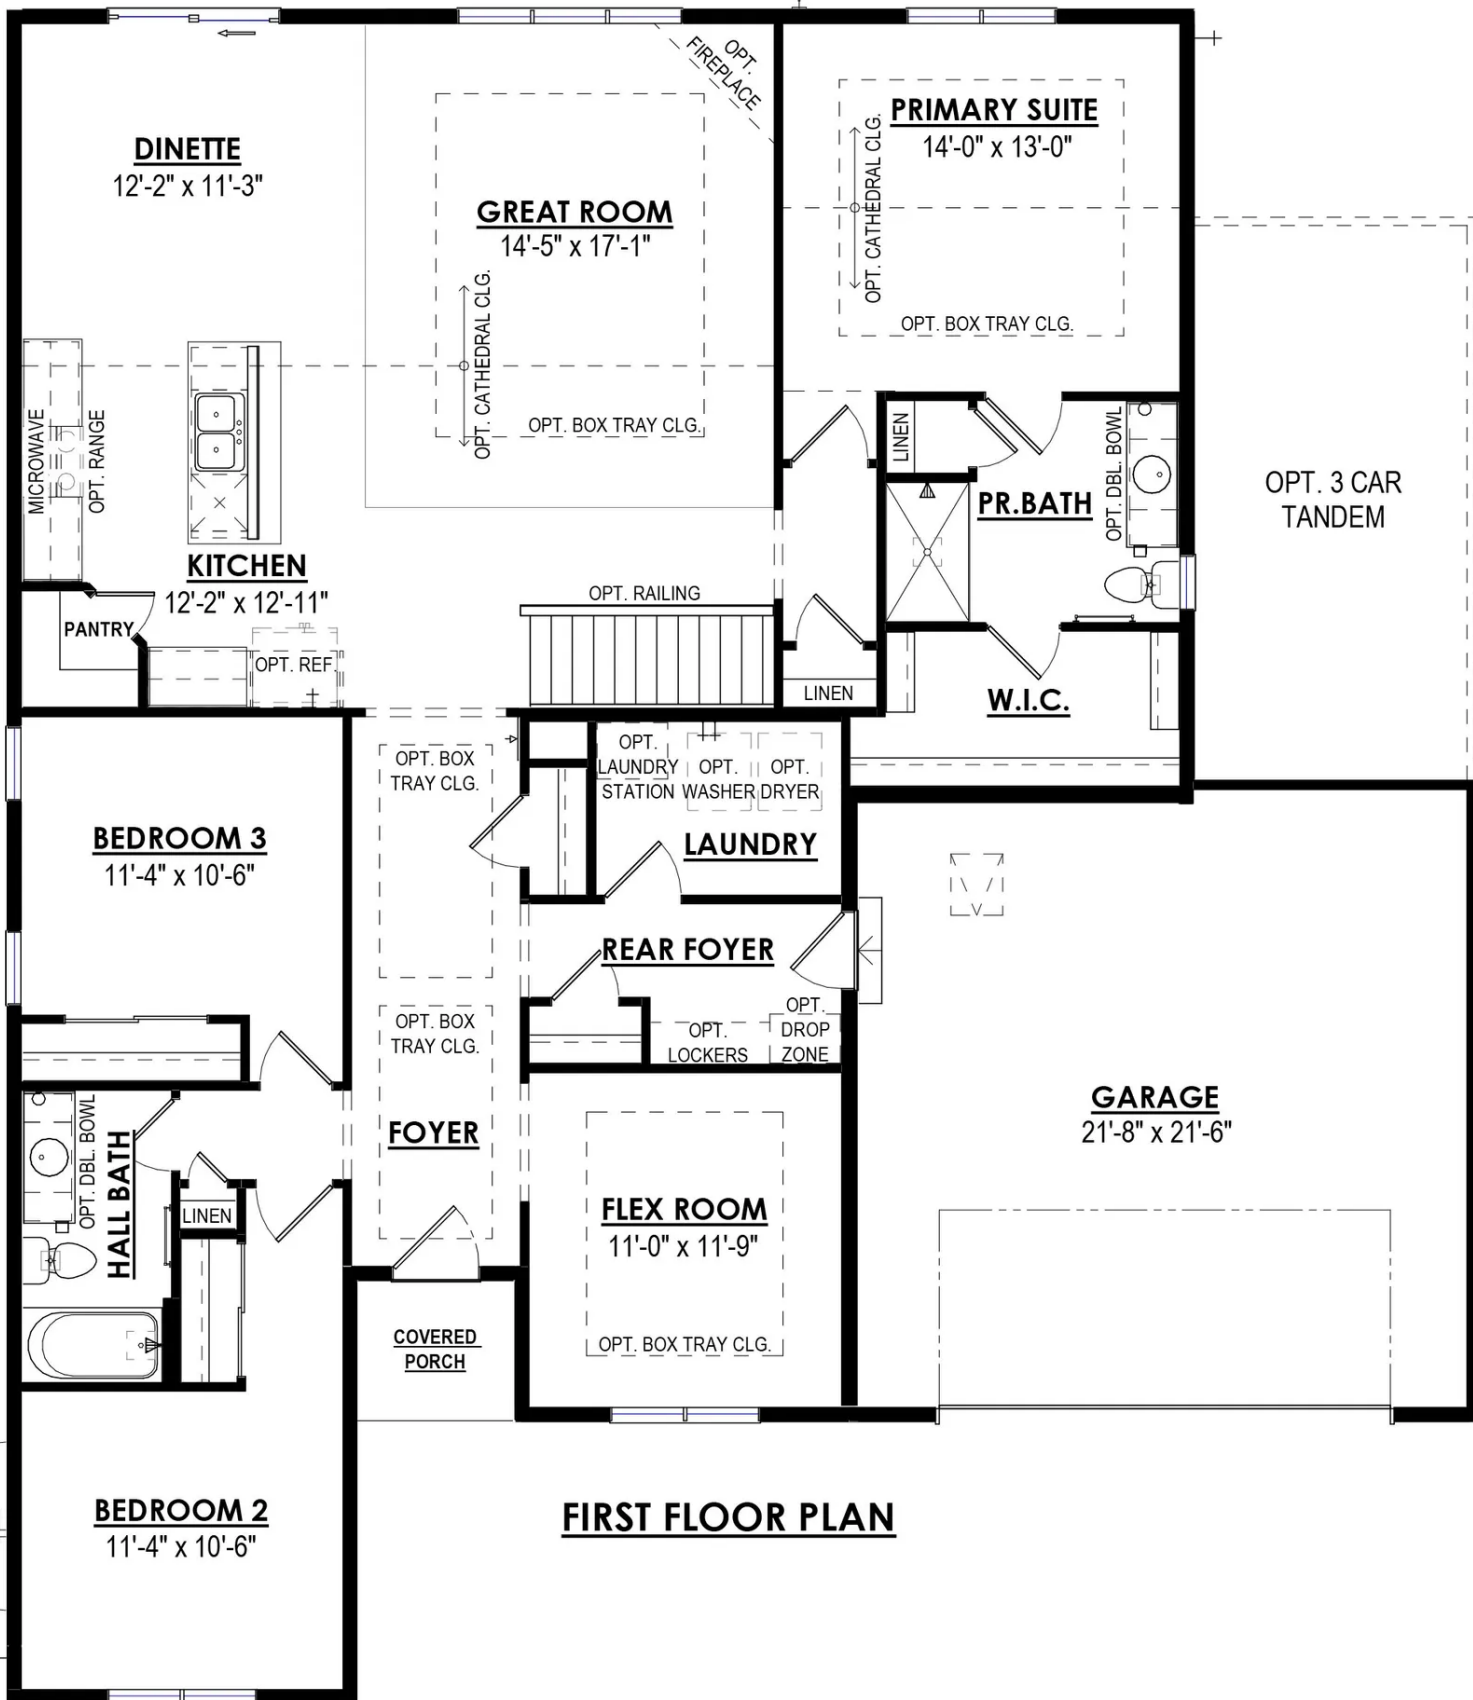 OPT.
FIREPLACE
DINETTE
12'-2" x 11'-3"
GREAT ROOM
14'-5" x 17'-1"
OPT. CATHEDRAL CLG.
OPT. BOX TRAY CLG.
PRIMARY SUITE
14'-0" x 13'-0"
OPT. CATHEDRAL CLG.
OPT. BOX TRAY CLG.
MICROWAVE
OPT. RANGE
KITCHEN
12'-2" x 12'-11"
PANTRY
OPT. REF.
OPT. RAILING
LINEN
LINEN
PR.BATH
OPT. DBL. BOWL
W.I.C.
OPT. 3 CAR
TANDEM
BEDROOM 3
11'-4" x 10'-6"
OPT. BOX
TRAY CLG.
OPT.
LAUNDRY
STATION
OPT.
WASHER
OPT.
DRYER
LAUNDRY
REAR FOYER
OPT.
LOCKERS
OPT.
DROP
ZONE
OPT. BOX
TRAY CLG.
FOYER
GARAGE
21'-8" x 21'-6"
OPT. DBL. BOWL
HALL BATH
LINEN
FLEX ROOM
11'-0" x 11'-9"
OPT. BOX TRAY CLG.
COVERED
PORCH
BEDROOM 2
11'-4" x 10'-6"
FIRST FLOOR PLAN